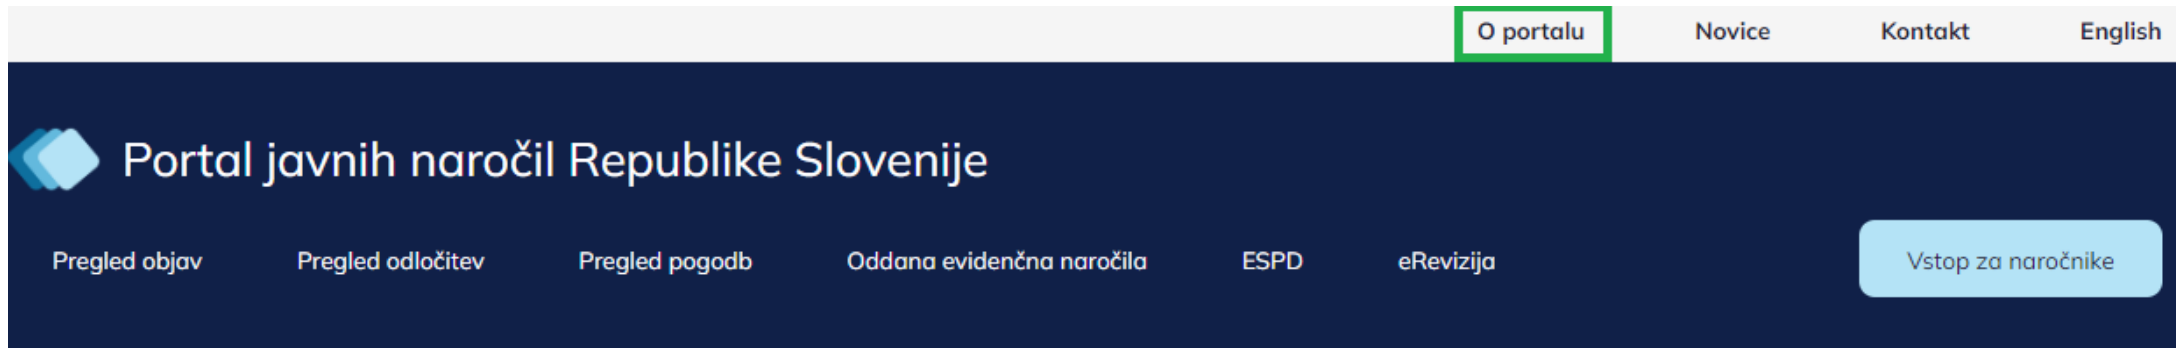 O portalu Novice Kontakt English
Portal javnih naročil Republike Slovenije
Pregled objav Pregled odločitev Pregled pogodb Oddana evidenčna naročila ESPD eRevizija Vstop za naročnike